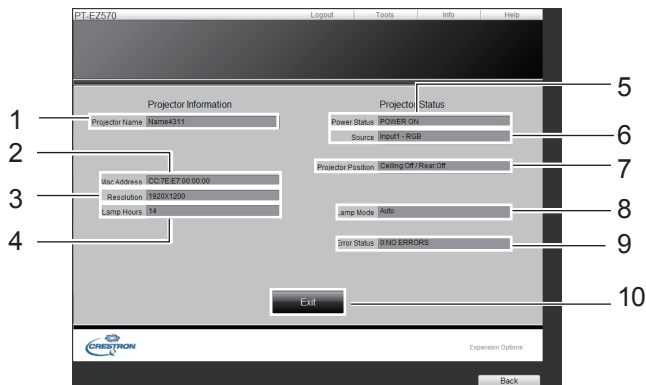 PT-EZ570 Logout Tools Info Help
Projector Information
Projector Status
1 Projector Name Name4311
Power Status POWER ON 5
Source Input1 - RGB 6
Projector Position Ceiling:Off / Rear:Off 7
2 Mac Address CC:7E:E7:00:00:00
3 Resolution 1920X1200
4 Lamp Hours 14
Lamp Mode Auto 8
Error Status 0:NO ERRORS 9
Exit 10
CRESTRON Expansion Options
Back